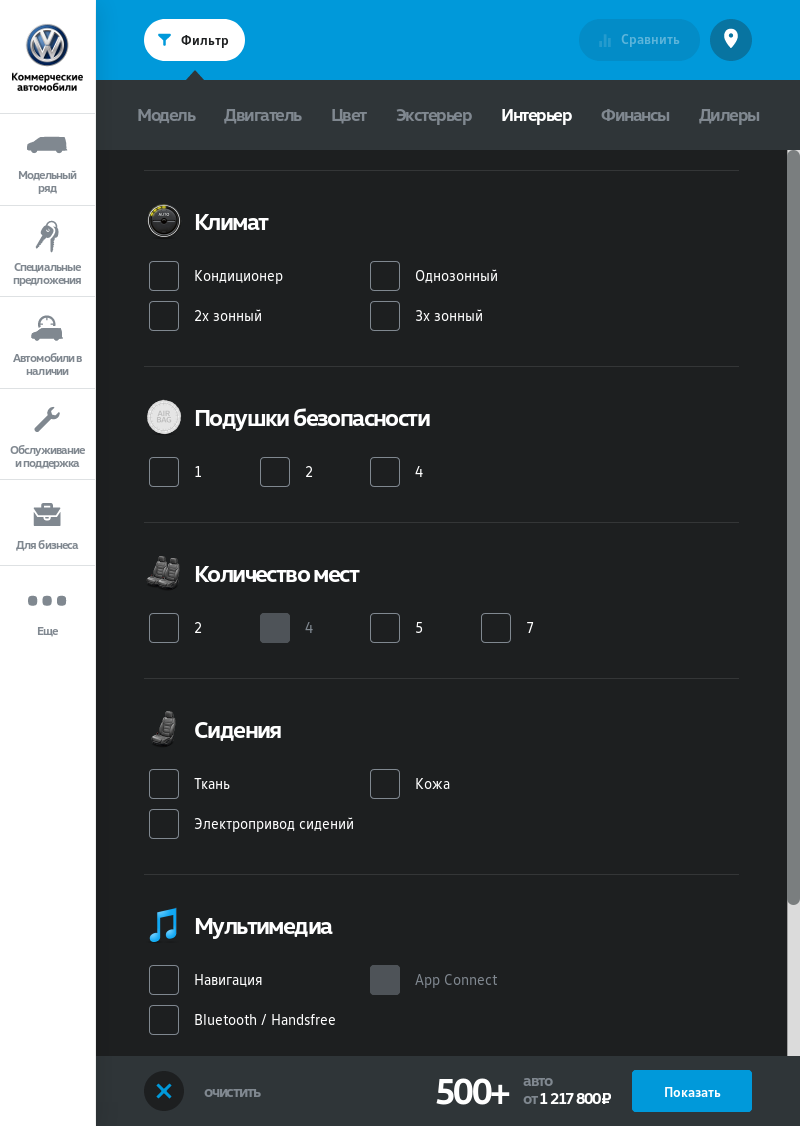 Коммерческие
автомобили
Фильтр
Сравнить
Модель Двигатель Цвет Экстерьер Интерьер Финансы Дилеры
Модельный
ряд
Специальные
предложения
Автомобили в
наличии
Обслуживание
и поддержка
Для бизнеса
Еще
AUTO
Климат
Кондиционер Однозонный
2х зонный 3х зонный
AIR
BAG
Подушки безопасности
1 2 4
Количество мест
2 4 5 7
Сидения
Ткань Кожа
Электропривод сидений
Мультимедиа
Навигация App Connect
Bluetooth / Handsfree
очистить
500+
авто
от 1 217 800 ₽
Показать